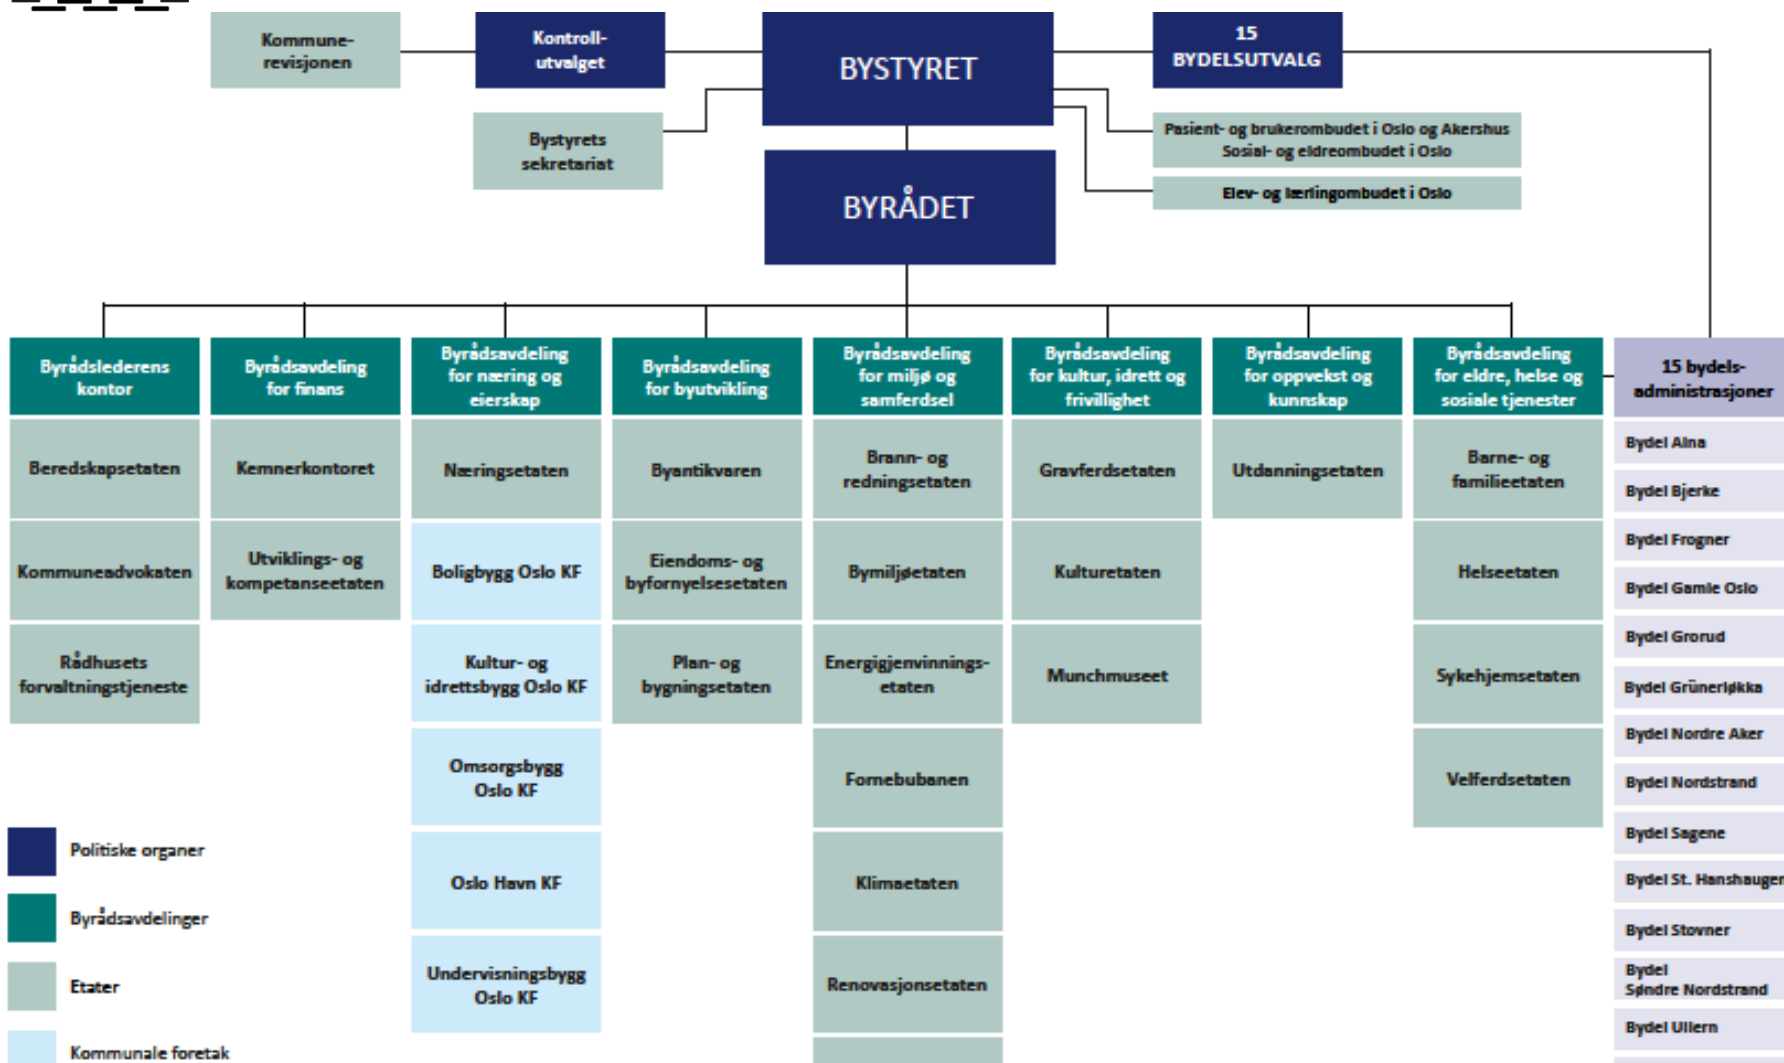 Kommune-
revisjonen
Kontroll-
utvalget
BYSTYRET
15
BYDELSUTVALG
Bystyrets
sekretariat
Pasient- og brukerombudet i Oslo og Akershus
Sosial- og eldreombudet i Oslo
Elev- og lærlingombudet i Oslo
BYRÅDET
Byrådslederens
kontor
Beredskapsetaten
Kommuneadvokaten
Rådhusets
forvaltningstjeneste
Byrådsavdeling
for finans
Kemnerkontoret
Utviklings- og
kompetanseetaten
Byrådsavdeling
for næring og
eierskap
Næringsetaten
Boligbygg Oslo KF
Kultur- og
idrettsbygg Oslo KF
Omsorgsbygg
Oslo KF
Oslo Havn KF
Undervisningsbygg
Oslo KF
Byrådsavdeling
for byutvikling
Byantikvaren
Eiendoms- og
byfornyelsesetaten
Plan- og
bygningsetaten
Byrådsavdeling
for miljø og
samferdsel
Brann- og
redningsetaten
Bymiljøetaten
Energigjenvinnings-
etaten
Fornebubanen
Klimaetaten
Renovasjonsetaten
Byrådsavdeling
for kultur, idrett og
frivillighet
Gravferdsetaten
Kulturetaten
Munchmuseet
Byrådsavdeling
for oppvekst og
kunnskap
Utdanningsetaten
Byrådsavdeling
for eldre, helse og
sosiale tjenester
Barne- og
familieetaten
Helseetaten
Sykehjemsetaten
Velferdsetaten
15 bydels-
administrasjoner
Bydel Alna
Bydel Bjerke
Bydel Frogner
Bydel Gamle Oslo
Bydel Grorud
Bydel Grünerløkka
Bydel Nordre Aker
Bydel Nordstrand
Bydel Sagene
Bydel St. Hanshaugen
Bydel Stovner
Bydel
Søndre Nordstrand
Bydel Ullern
Politiske organer
Byrådsavdelinger
Etater
Kommunale foretak